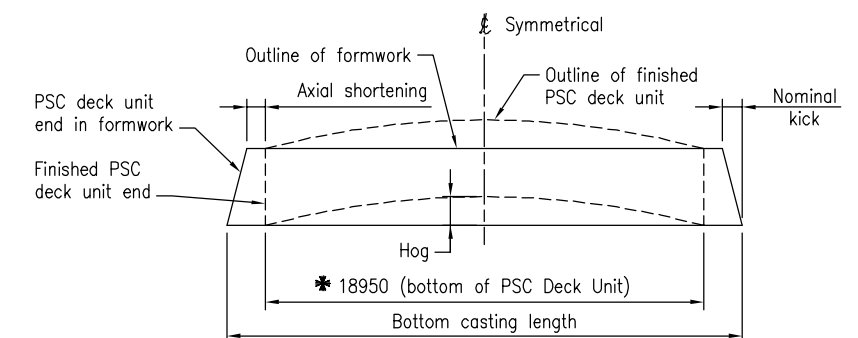 ℄ Symmetrical
Outline of formwork
Outline of finished
PSC deck unit
Axial shortening
PSC deck unit
end in formwork
Nominal
kick
Finished PSC
deck unit end
Hog
✱ 18950 (bottom of PSC Deck Unit)
Bottom casting length